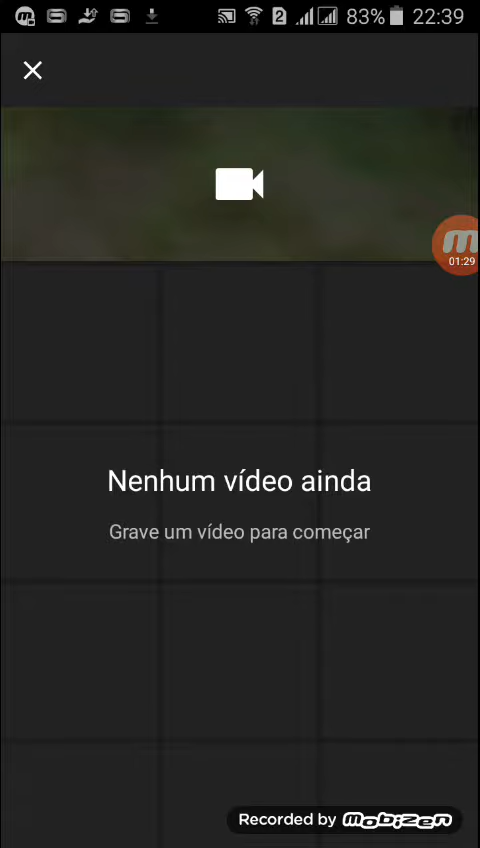 2 83% 22:39
01:29
Nenhum vídeo ainda
Grave um vídeo para começar
Recorded by Mobizen